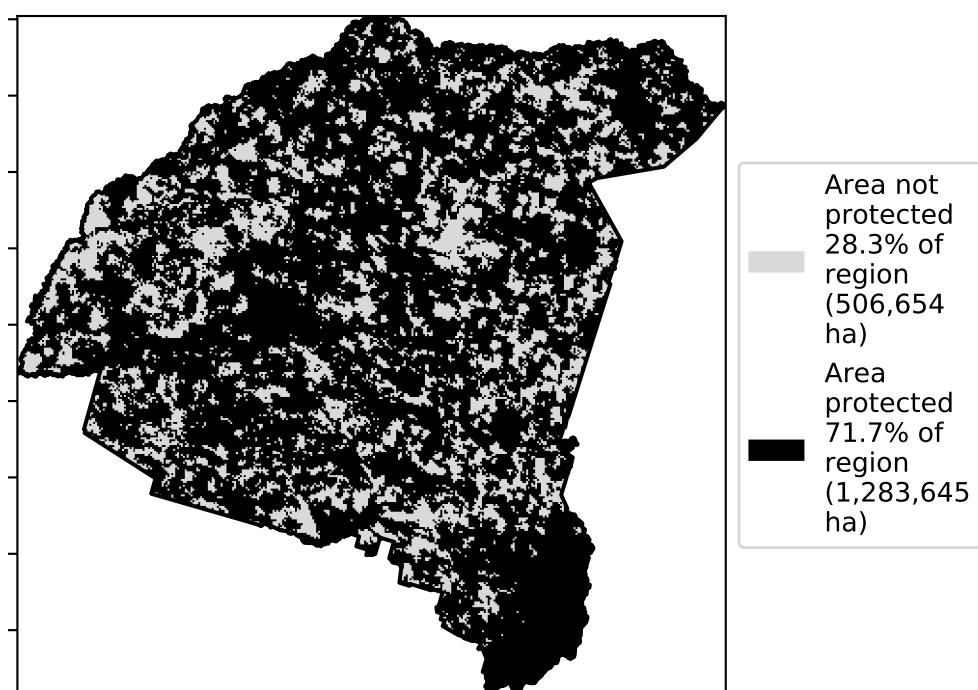 Area not
protected
28.3% of
region
(506,654
ha)
Area
protected
71.7% of
region
(1,283,645
ha)